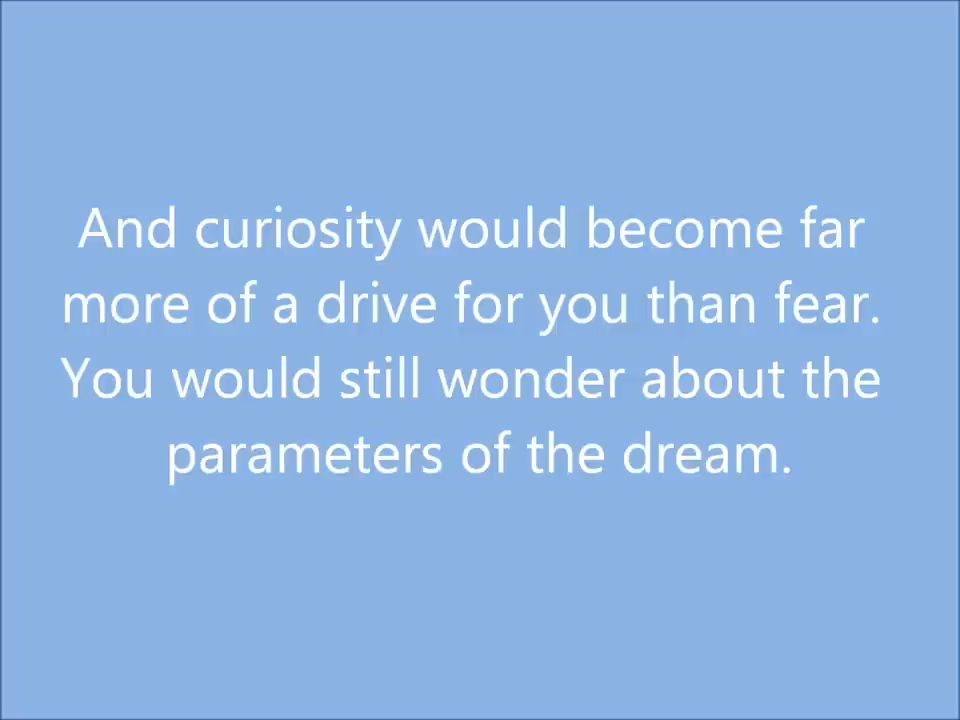 And curiosity would become far
more of a drive for you than fear.
You would still wonder about the
parameters of the dream.